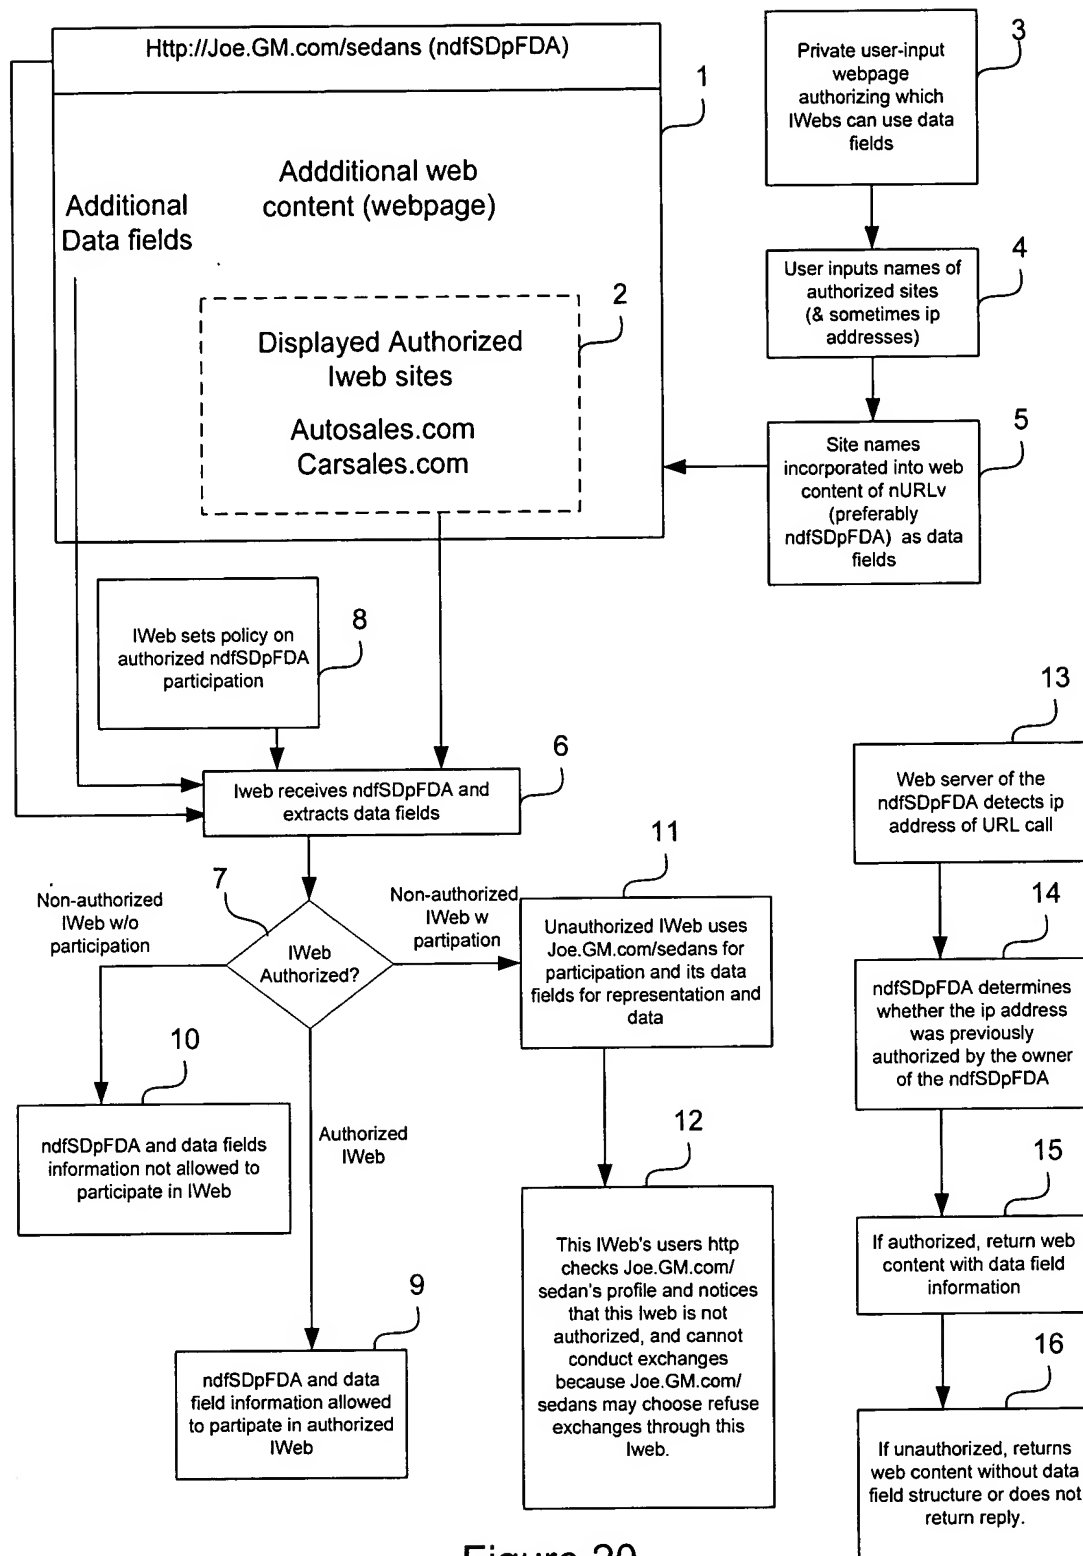 Http://Joe.GM.com/sedans (ndfSDpFDA)
1
Addditional web
content (webpage)
Additional
Data fields
2
Displayed Authorized
Iweb sites
Autosales.com
Carsales.com
3
Private user-input
webpage
authorizing which
IWebs can use data
fields
4
User inputs names of
authorized sites
(& sometimes ip
addresses)
5
Site names
incorporated into web
content of nURLv
(preferably
ndfSDpFDA) as data
fields
8
IWeb sets policy on
authorized ndfSDpFDA
participation
6
Iweb receives ndfSDpFDA and
extracts data fields
7
IWeb
Authorized?
Non-authorized
IWeb w/o
participation
Non-authorized
IWeb w
partipation
Authorized
IWeb
10
ndfSDpFDA and data fields
information not allowed to
participate in IWeb
9
ndfSDpFDA and data
field information allowed
to partipate in authorized
IWeb
11
Unauthorized IWeb uses
Joe.GM.com/sedans for
participation and its data
fields for representation and
data
12
This IWeb's users http
checks Joe.GM.com/
sedan's profile and notices
that this Iweb is not
authorized, and cannot
conduct exchanges
because Joe.GM.com/
sedans may choose refuse
exchanges through this
Iweb.
13
Web server of the
ndfSDpFDA detects ip
address of URL call
14
ndfSDpFDA determines
whether the ip address
was previously
authorized by the owner
of the ndfSDpFDA
15
If authorized, return web
content with data field
information
16
If unauthorized, returns
web content without data
field structure or does not
return reply.